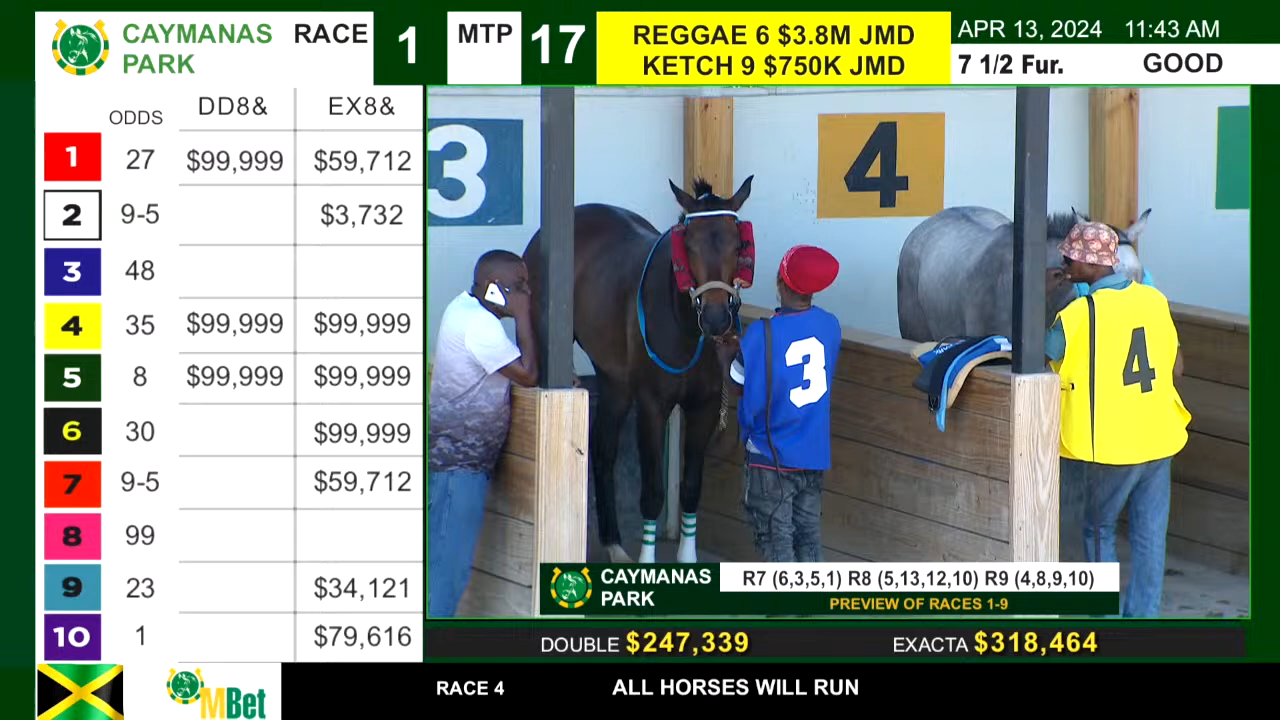 CAYMANAS PARK
RACE 1
MTP 17
REGGAE 6 $3.8M JMD
KETCH 9 $750K JMD
APR 13, 2024 11:43 AM
7 1/2 Fur. GOOD
ODDS DD8& EX8&
1 27 $99,999 $59,712
2 9-5 $3,732
3 48
4 35 $99,999 $99,999
5 8 $99,999 $99,999
6 30 $99,999
7 9-5 $59,712
8 99
9 23 $34,121
10 1 $79,616
3
4
3
4
CAYMANAS PARK
R7 (6,3,5,1) R8 (5,13,12,10) R9 (4,8,9,10)
PREVIEW OF RACES 1-9
DOUBLE $247,339 EXACTA $318,464
MBet
RACE 4 ALL HORSES WILL RUN